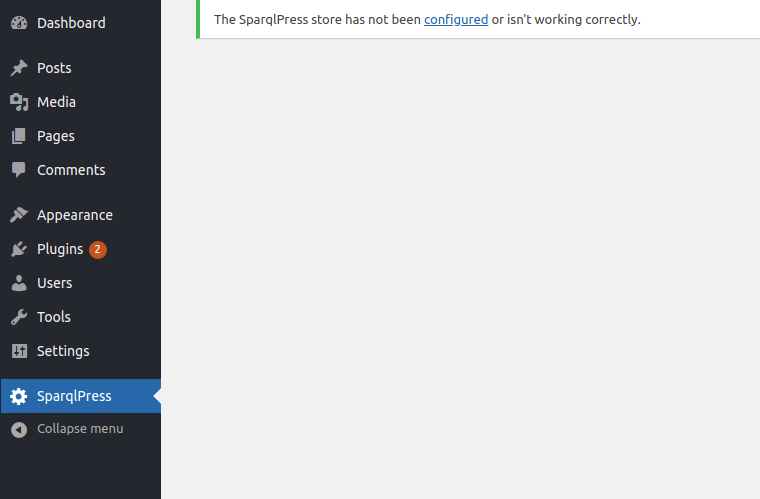 Dashboard
Posts
Media
Pages
Comments
Appearance
Plugins 2
Users
Tools
Settings
SparqlPress
Collapse menu
The SparqlPress store has not been configured or isn't working correctly.